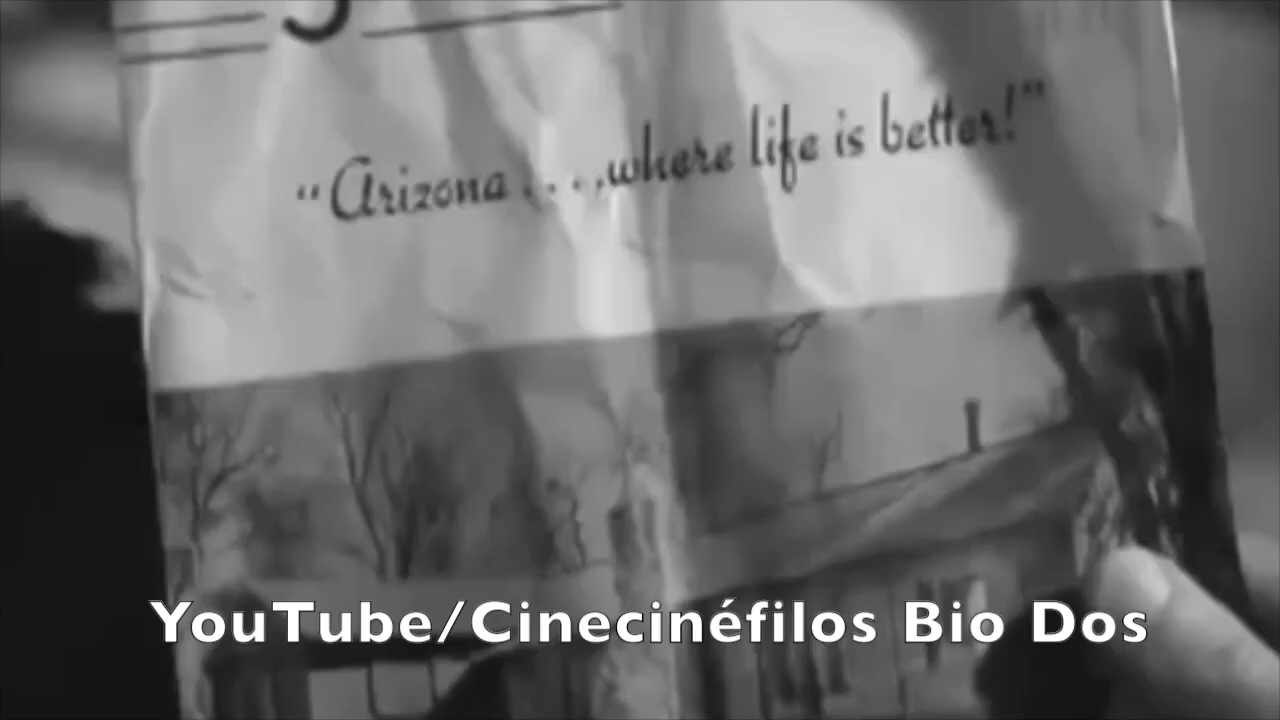 "Arizona . . . , where life is better!"
YouTube/Cinecinéfilos Bio Dos